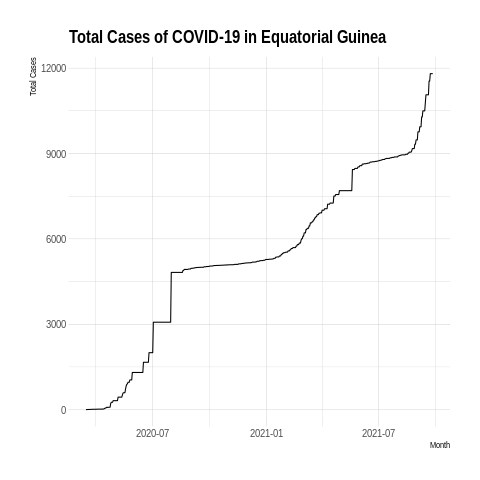 Total Cases of COVID-19 in Equatorial Guinea
Total Cases
12000
9000
6000
3000
0
2020-07
2021-01
2021-07
Month